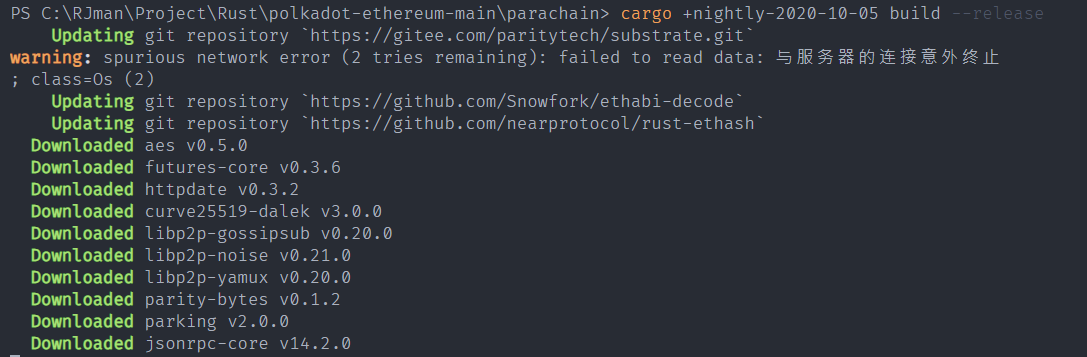 PS C:\RJman\Project\Rust\polkadot-ethereum-main\parachain> cargo +nightly-2020-10-05 build --release
Updating git repository `https://gitee.com/paritytech/substrate.git`
warning: spurious network error (2 tries remaining): failed to read data: 与服务器的连接意外终止
; class=Os (2)
Updating git repository `https://github.com/Snowfork/ethabi-decode`
Updating git repository `https://github.com/nearprotocol/rust-ethash`
Downloaded aes v0.5.0
Downloaded futures-core v0.3.6
Downloaded httpdate v0.3.2
Downloaded curve25519-dalek v3.0.0
Downloaded libp2p-gossipsub v0.20.0
Downloaded libp2p-noise v0.21.0
Downloaded libp2p-yamux v0.20.0
Downloaded parity-bytes v0.1.2
Downloaded parking v2.0.0
Downloaded jsonrpc-core v14.2.0